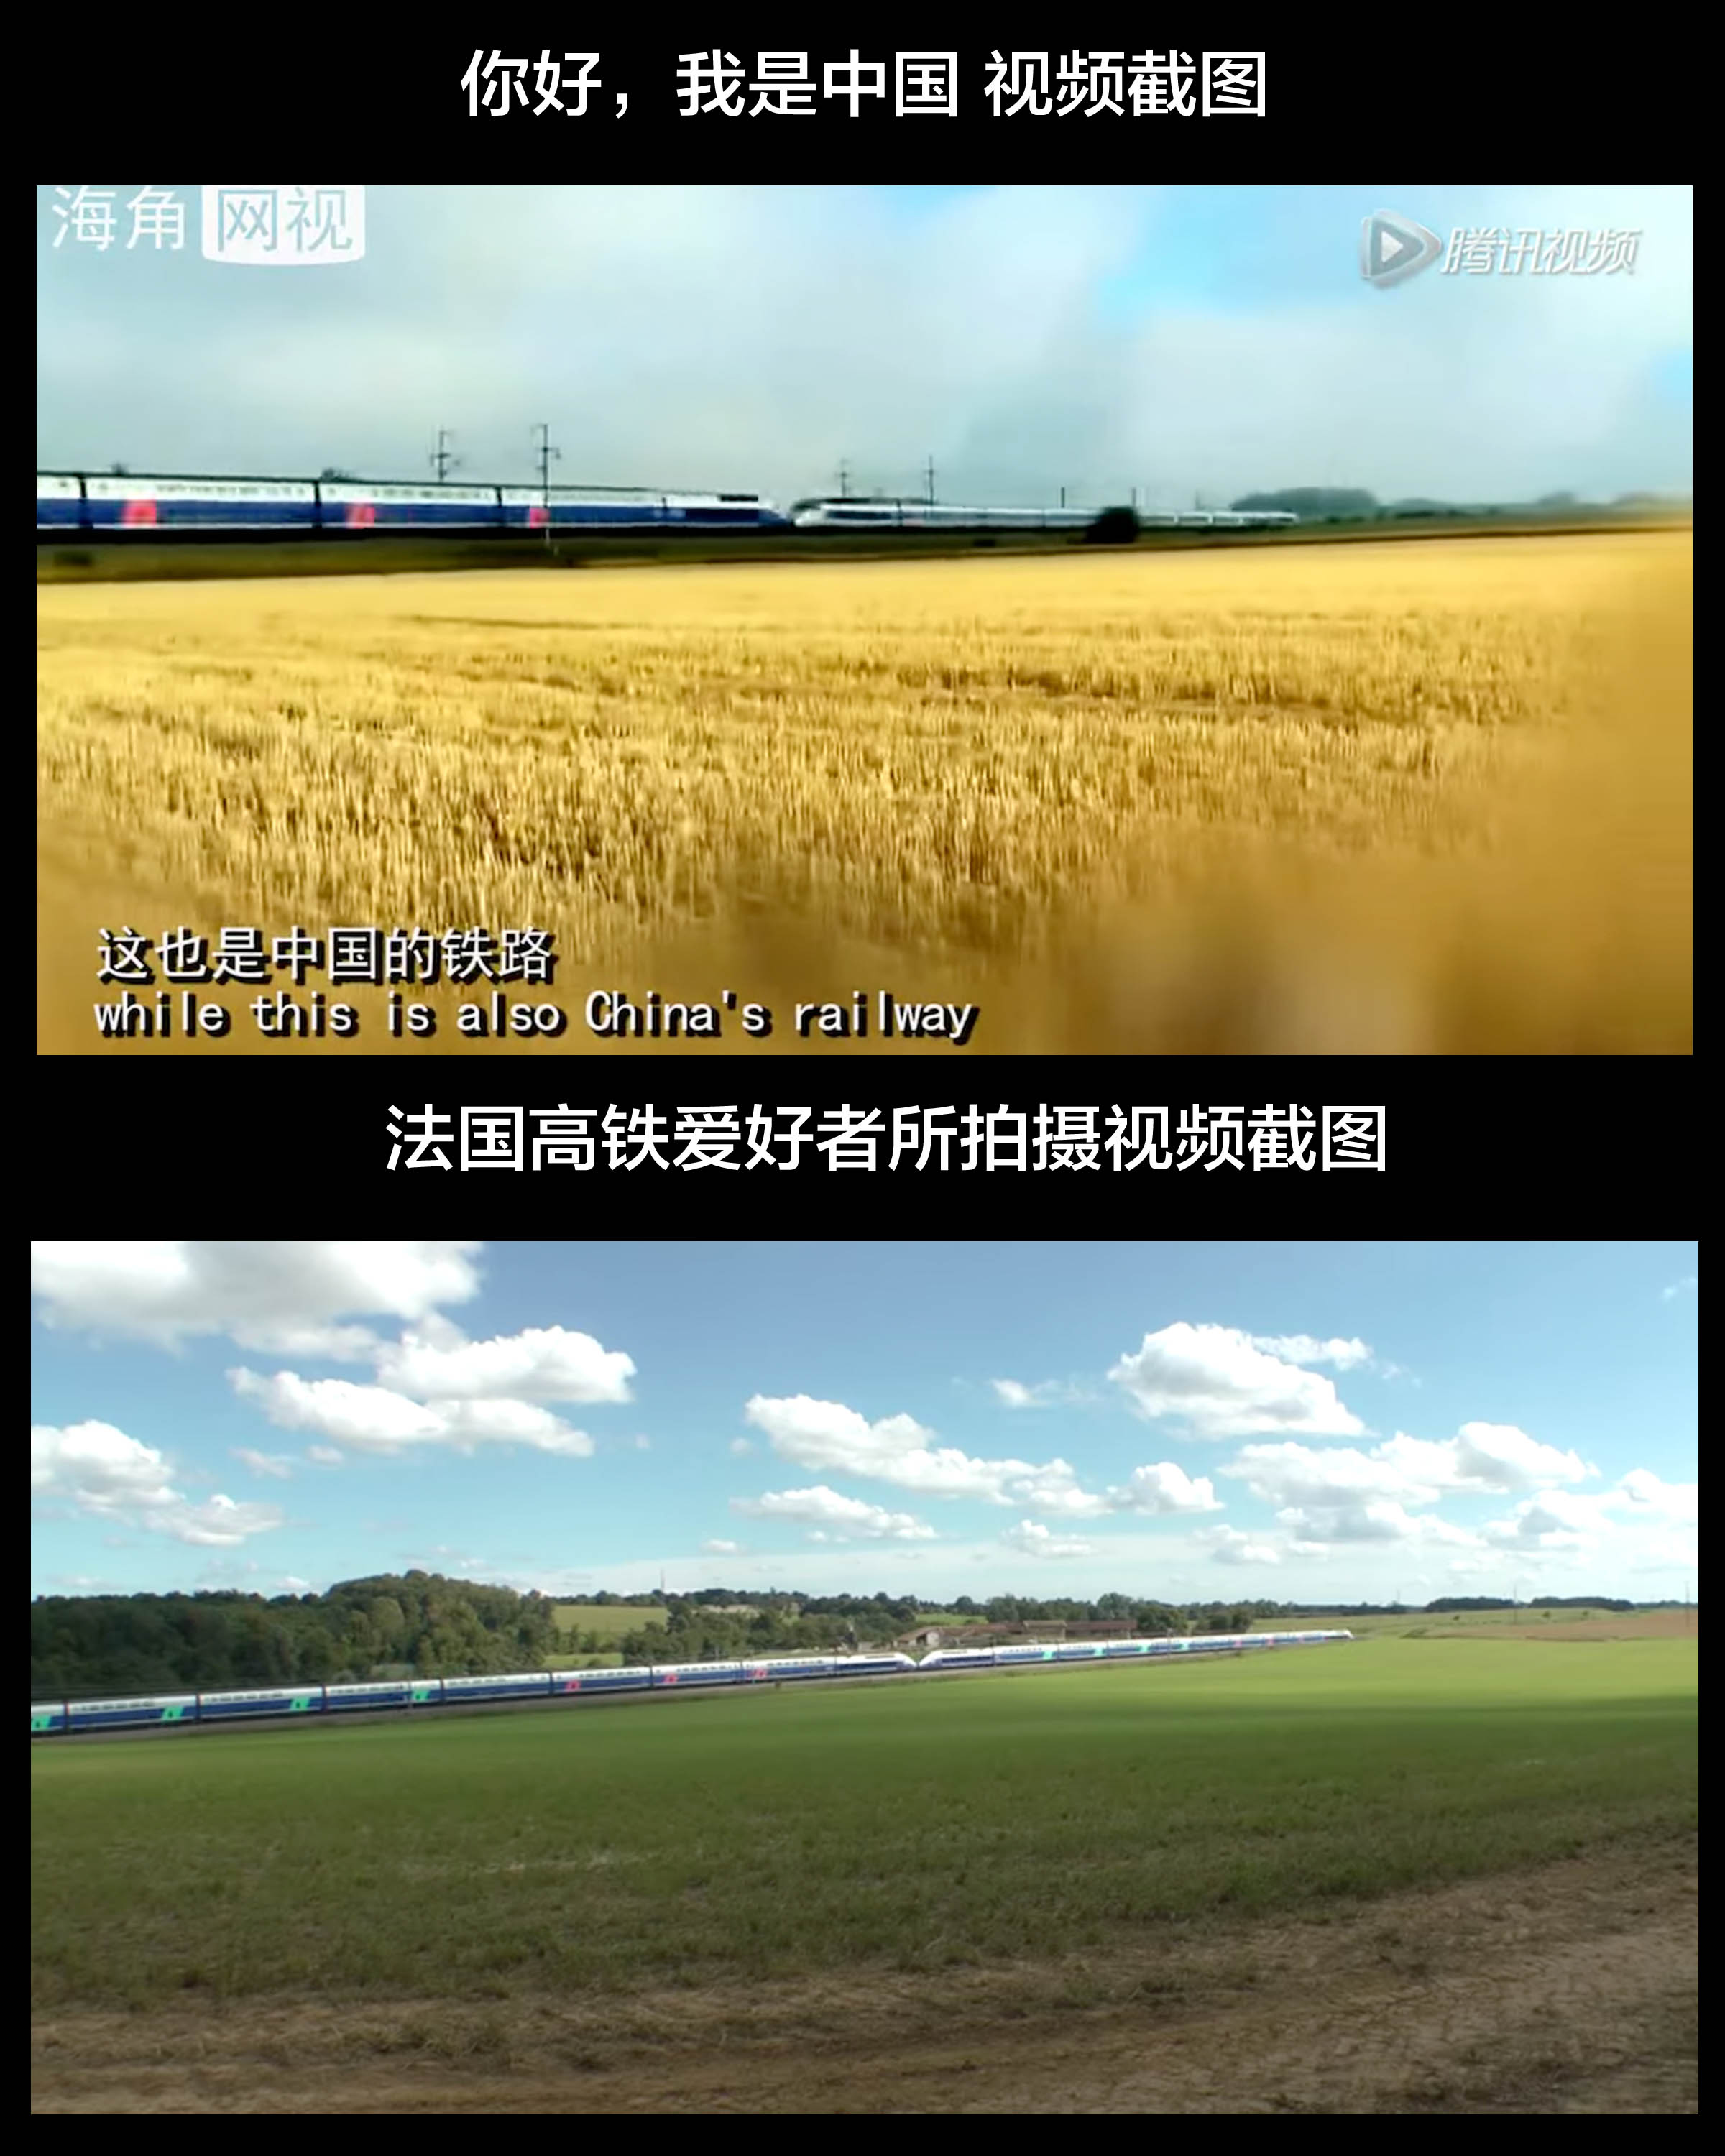 你好，我是中国 视频截图
海角 网视
腾讯视频
这也是中国的铁路
while this is also China's railway
法国高铁爱好者所拍摄视频截图